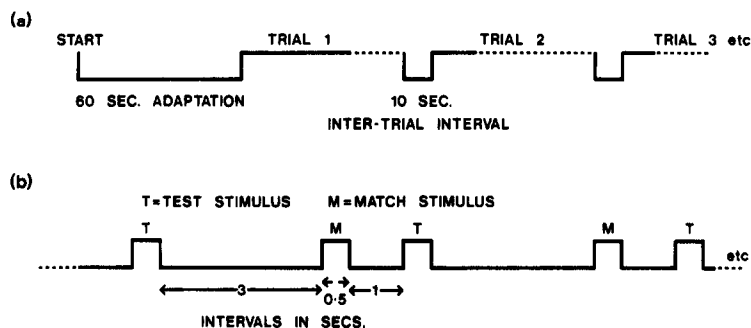 (a)
START TRIAL 1 TRIAL 2 TRIAL 3 etc
60 SEC. ADAPTATION 10 SEC.
INTER-TRIAL INTERVAL
(b)
T=TEST STIMULUS M=MATCH STIMULUS
T M T M T
etc
3 0·5 1
INTERVALS IN SECS.